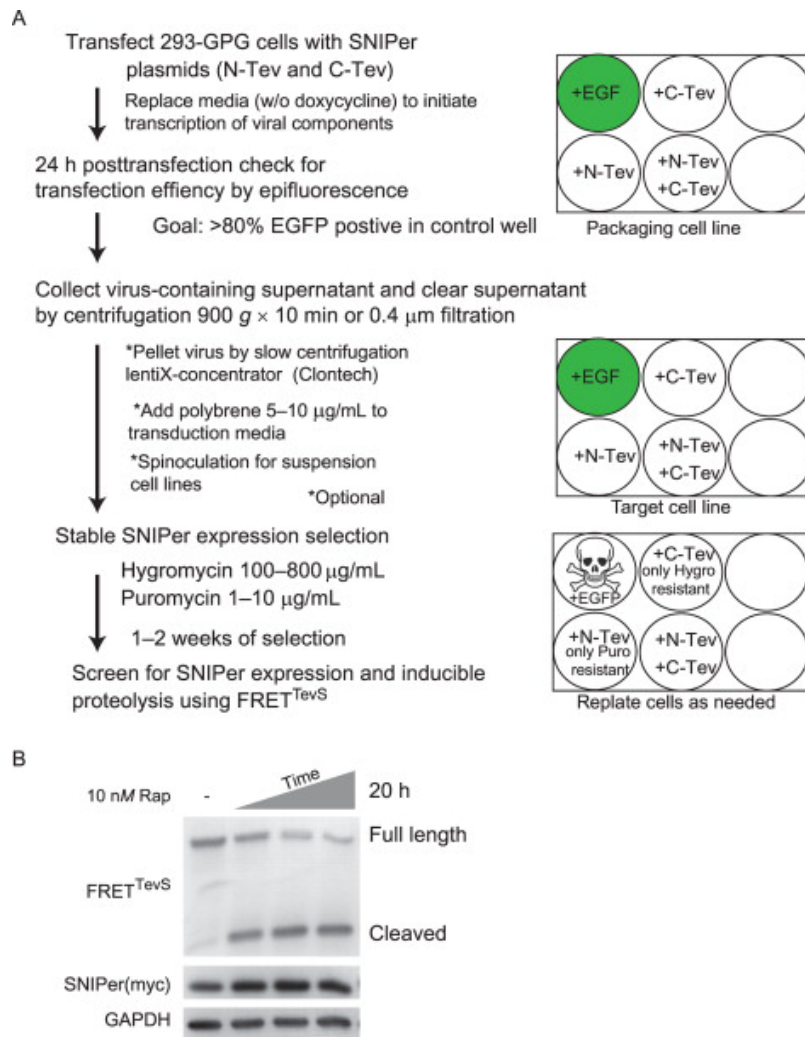 A
Transfect 293-GPG cells with SNIPer
plasmids (N-Tev and C-Tev)
Replace media (w/o doxycycline) to initiate
transcription of viral components
24 h posttransfection check for
transfection effiency by epifluorescence
Goal: >80% EGFP postive in control well
+EGF
+C-Tev
+N-Tev
+N-Tev
+C-Tev
Packaging cell line
Collect virus-containing supernatant and clear supernatant
by centrifugation 900 g × 10 min or 0.4 μm filtration
*Pellet virus by slow centrifugation
lentiX-concentrator (Clontech)
*Add polybrene 5–10 μg/mL to
transduction media
*Spinoculation for suspension
cell lines
*Optional
+EGF
+C-Tev
+N-Tev
+N-Tev
+C-Tev
Target cell line
Stable SNIPer expression selection
Hygromycin 100–800 μg/mL
Puromycin 1–10 μg/mL
1–2 weeks of selection
Screen for SNIPer expression and inducible
proteolysis using FRETTevS
+EGFP
+C-Tev
only Hygro
resistant
+N-Tev
only Puro
resistant
+N-Tev
+C-Tev
Replate cells as needed
B
10 nM Rap
-
Time
20 h
Full length
FRETTevS
Cleaved
SNIPer(myc)
GAPDH